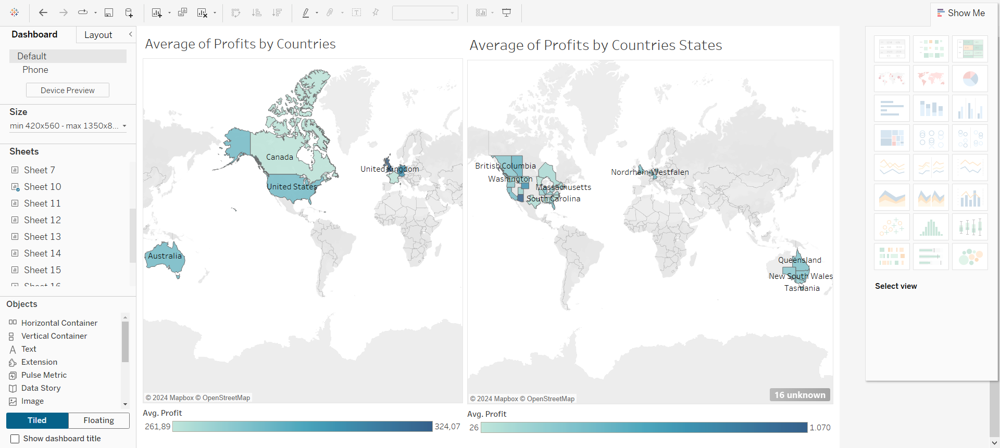 Show Me
Dashboard
Layout
Default
Phone
Device Preview
Size
min 420x560 - max 1350x8...
Sheets
Sheet 7
Sheet 10
Sheet 11
Sheet 12
Sheet 13
Sheet 14
Sheet 15
Sheet 16
Objects
Horizontal Container
Vertical Container
Text
Extension
Pulse Metric
Data Story
Image
Tiled
Floating
Show dashboard title
Average of Profits by Countries
Canada
United Kingdom
United States
Australia
© 2024 Mapbox © OpenStreetMap
Avg. Profit
261,89
324,07
Average of Profits by Countries States
British Columbia
Nordrhein-Westfalen
Washington
Massachusetts
South Carolina
Queensland
New South Wales
Tasmania
16 unknown
© 2024 Mapbox © OpenStreetMap
Avg. Profit
26
1.070
Select view